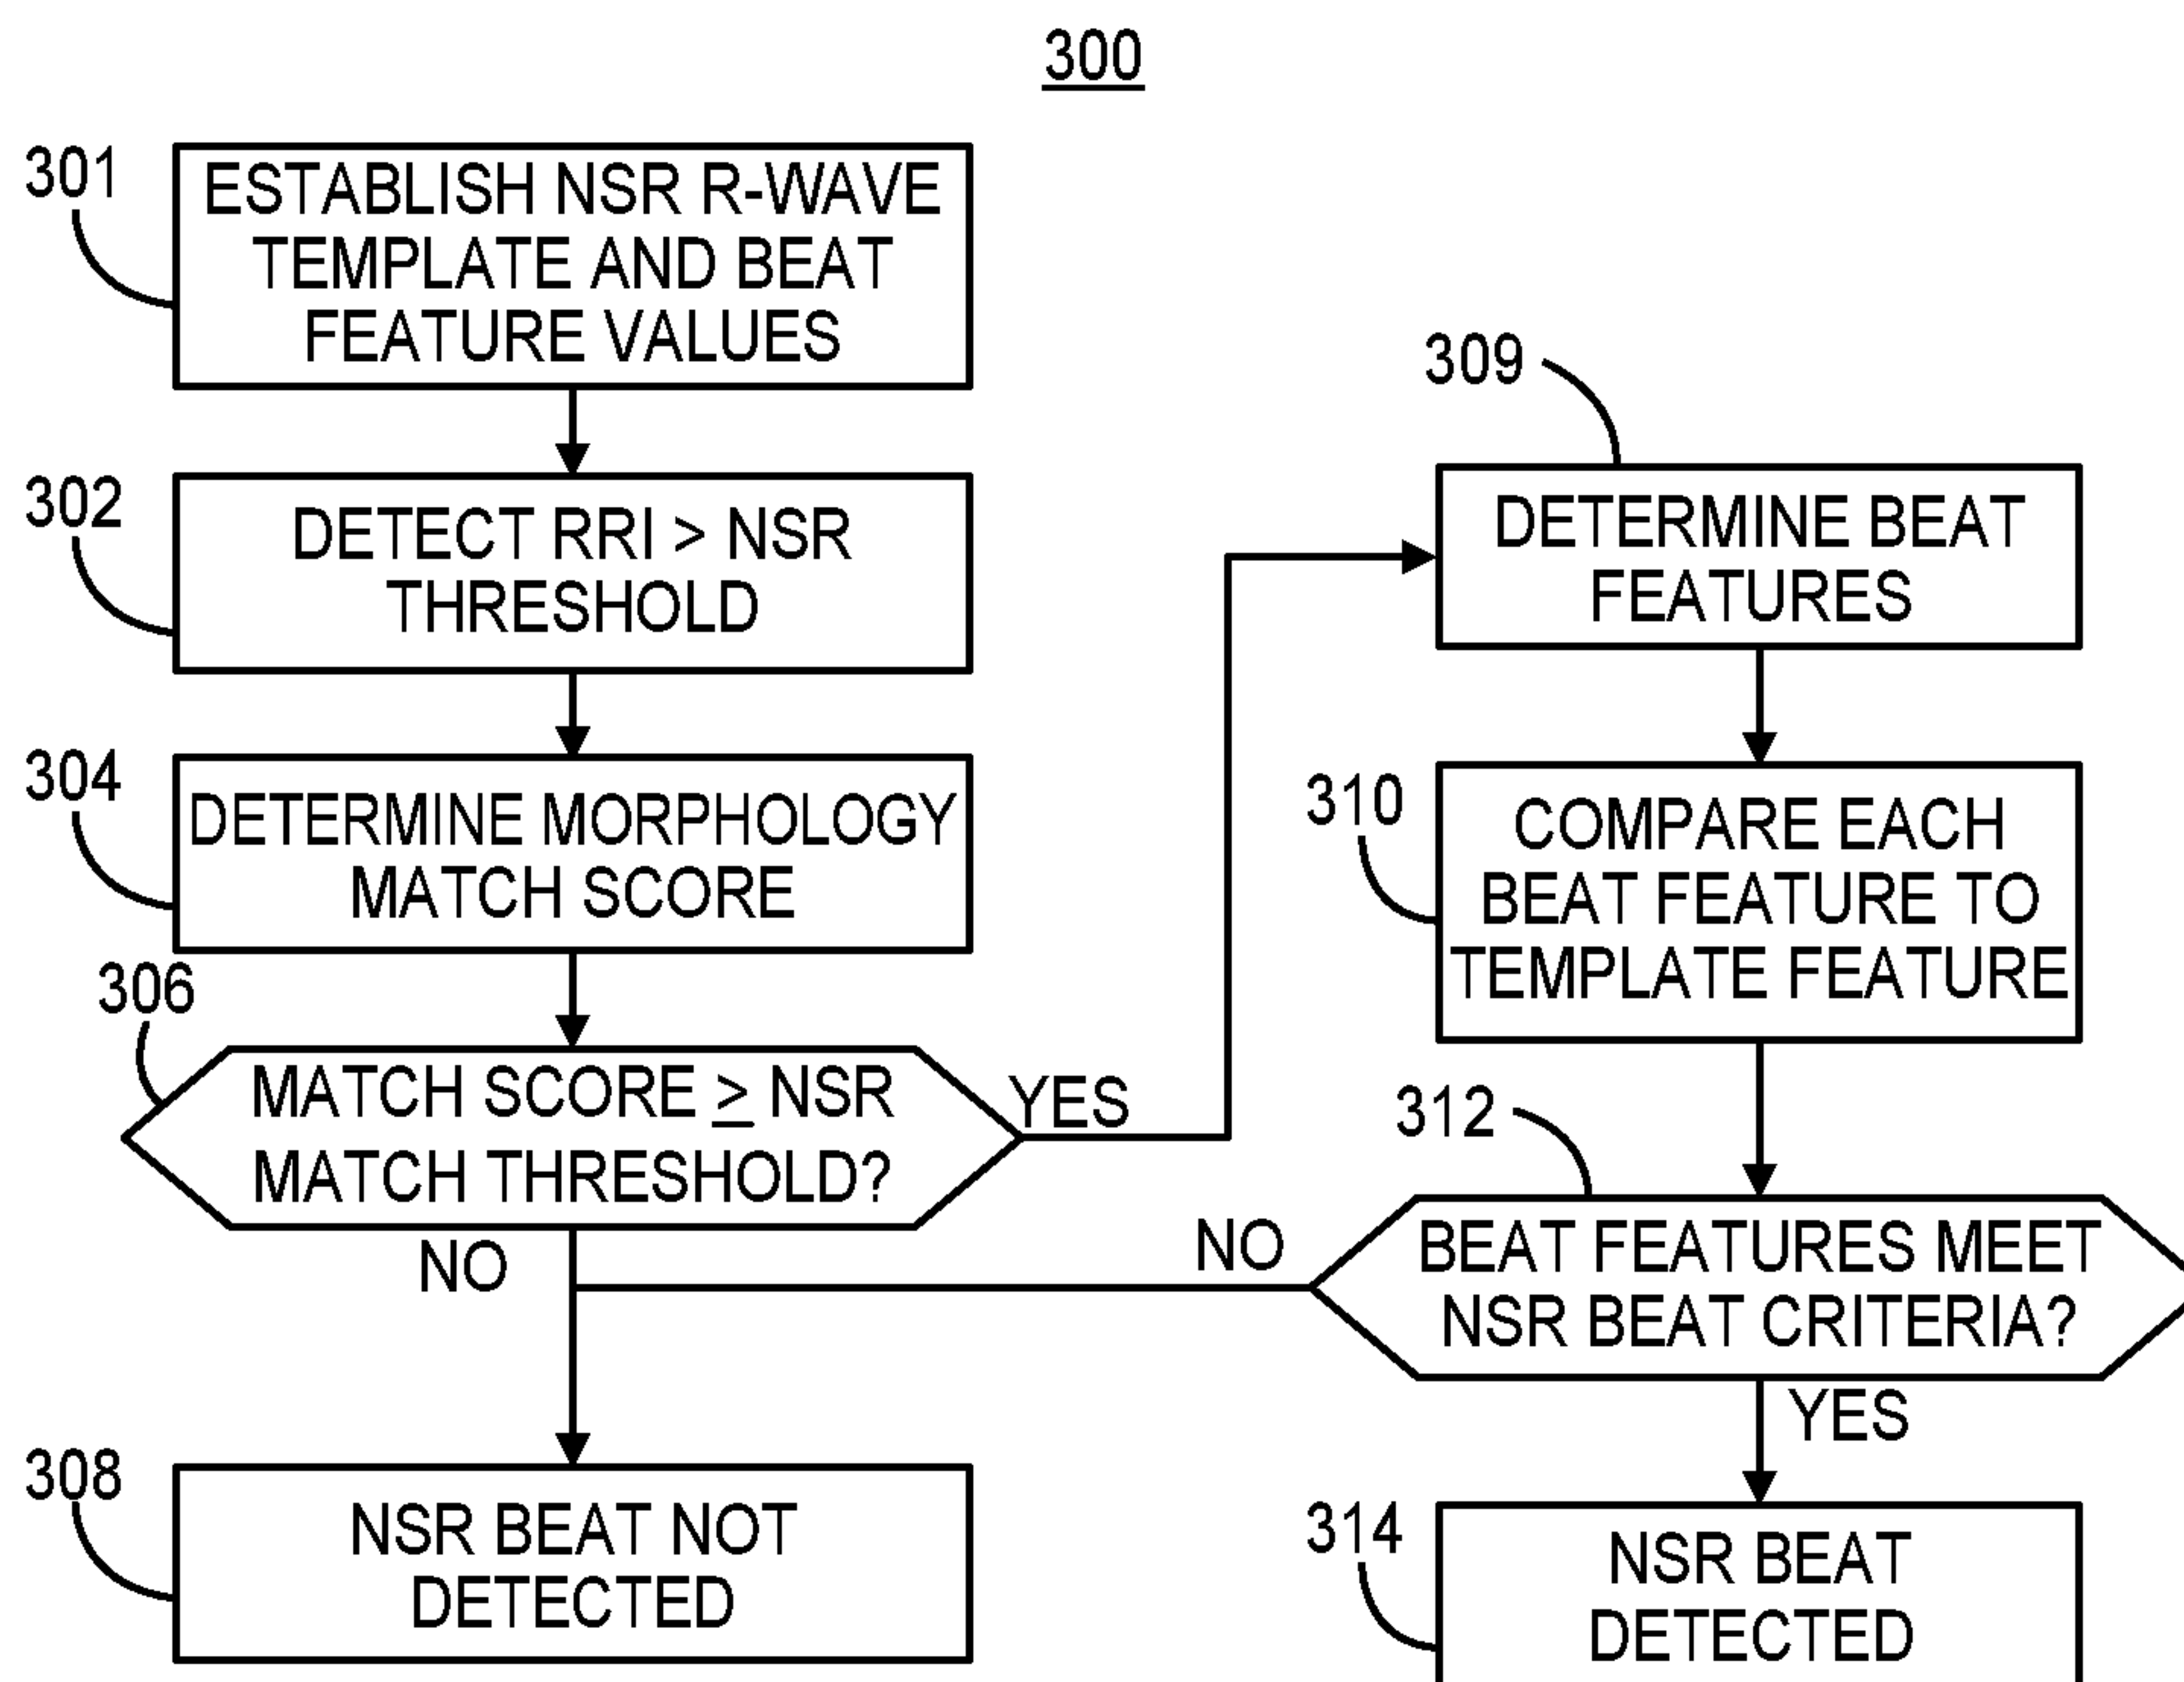 300
301
ESTABLISH NSR R-WAVE
TEMPLATE AND BEAT
FEATURE VALUES
302
DETECT RRI > NSR
THRESHOLD
304
DETERMINE MORPHOLOGY
MATCH SCORE
306
MATCH SCORE ≥ NSR
MATCH THRESHOLD?
YES
NO
308
NSR BEAT NOT
DETECTED
309
DETERMINE BEAT
FEATURES
310
COMPARE EACH
BEAT FEATURE TO
TEMPLATE FEATURE
312
BEAT FEATURES MEET
NSR BEAT CRITERIA?
NO
YES
314
NSR BEAT
DETECTED